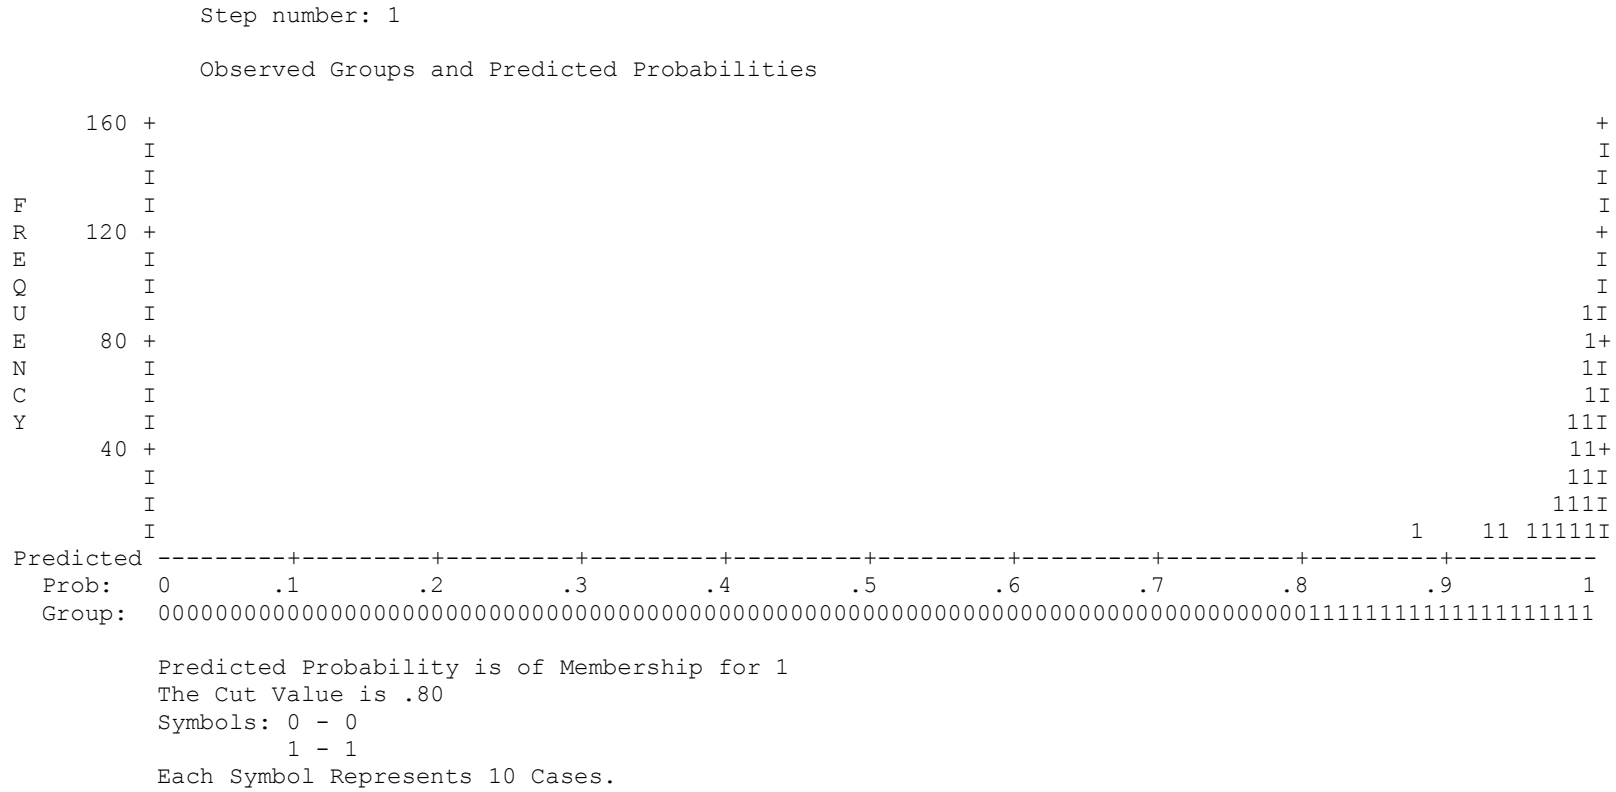 Step number: 1
Observed Groups and Predicted Probabilities
160 + +
I I
I I
F I I
R 120 + +
E I I
Q I I
U I 1I
E 80 + 1+
N I 1I
C I 1I
Y I 11I
40 + 11+
I 11I
I 111I
I 1 11 11111I
Predicted ---------+---------+---------+---------+---------+---------+---------+---------+---------+----------
Prob: 0 .1 .2 .3 .4 .5 .6 .7 .8 .9 1
Group: 0000000000000000000000000000000000000000000000000000000000000000000000000000000011111111111111111111
Predicted Probability is of Membership for 1
The Cut Value is .80
Symbols: 0 - 0
1 - 1
Each Symbol Represents 10 Cases.